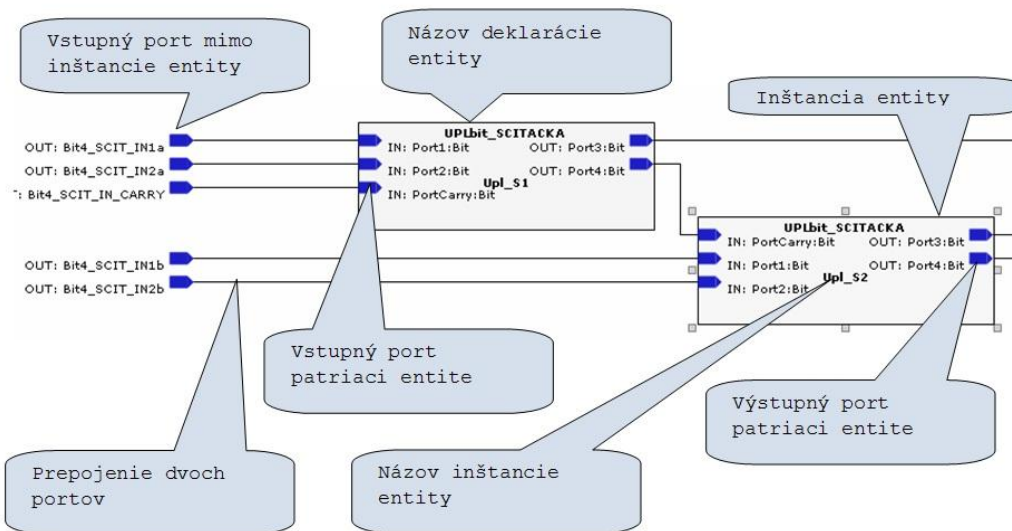 Vstupný port mimo
inštancie entity
Názov deklarácie
entity
Inštancia entity
UPLbit_SCITACKA
OUT: Bit4_SCIT_IN1a
IN: Port1:Bit
OUT: Port3:Bit
OUT: Bit4_SCIT_IN2a
IN: Port2:Bit
OUT: Port4:Bit
Upl_S1
T: Bit4_SCIT_IN_CARRY
IN: PortCarry:Bit
UPLbit_SCITACKA
IN: PortCarry:Bit
OUT: Port3:Bit
OUT: Bit4_SCIT_IN1b
IN: Port1:Bit
OUT: Port4:Bit
Upl_S2
OUT: Bit4_SCIT_IN2b
IN: Port2:Bit
Vstupný port
patriaci entite
Výstupný port
patriaci entite
Prepojenie dvoch
portov
Názov inštancie
entity